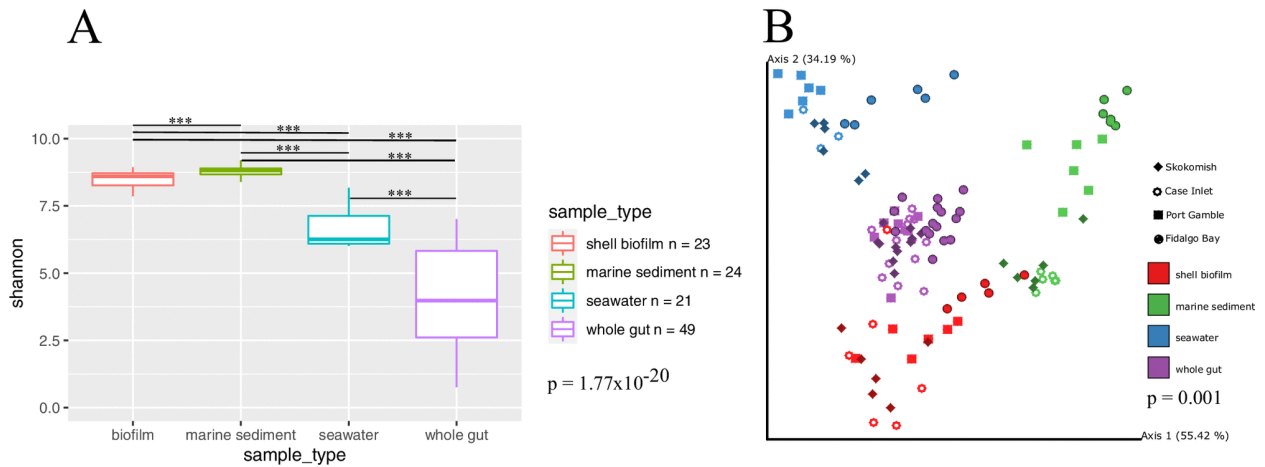 A
*** 
***
***
***
***
***
10.0
7.5
5.0
2.5
0.0
shannon
biofilm marine sediment seawater whole gut
sample_type
sample_type
shell biofilm n = 23
marine sediment n = 24
seawater n = 21
whole gut n = 49
p = 1.77x10-20
B
Axis 2 (34.19 %)
Skokomish
Case Inlet
Port Gamble
Fidalgo Bay
shell biofilm
marine sediment
seawater
whole gut
p = 0.001
Axis 1 (55.42 %)